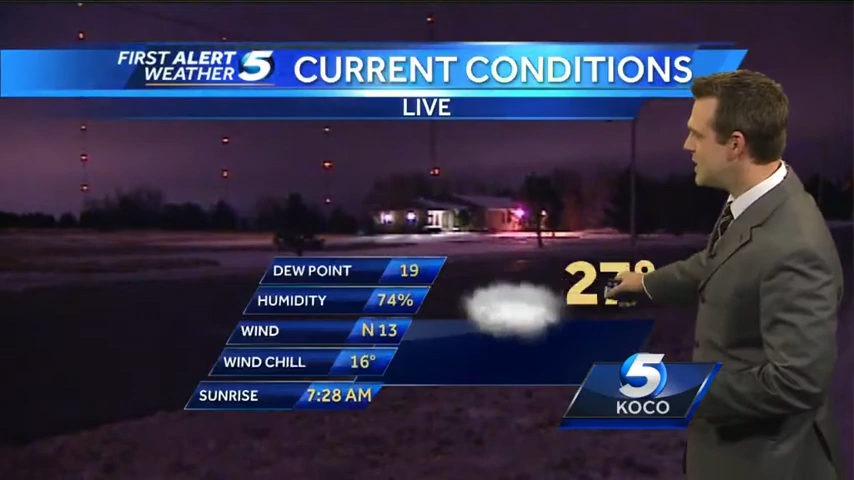 FIRST ALERT
WEATHER 5
CURRENT CONDITIONS
LIVE
DEW POINT 19
HUMIDITY 74%
27°
WIND N 13
WIND CHILL 16°
SUNRISE 7:28 AM
5
KOCO